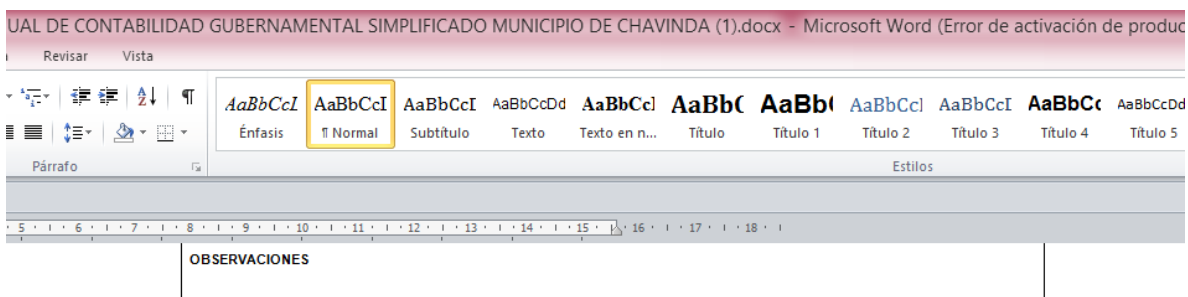 UAL DE CONTABILIDAD GUBERNAMENTAL SIMPLIFICADO MUNICIPIO DE CHAVINDA (1).docx - Microsoft Word (Error de activación de produc
Revisar Vista
AaBbCcI AaBbCcI AaBbCcI AaBbCcDd AaBbCcI AaBb( AaBb( AaBbCcI AaBbCcI AaBbCc AaBbCcDd
Énfasis ¶ Normal Subtítulo Texto Texto en n... Título Título 1 Título 2 Título 3 Título 4 Título 5
Párrafo Estilos
5 6 7 8 9 10 11 12 13 14 15 16 17 18
OBSERVACIONES